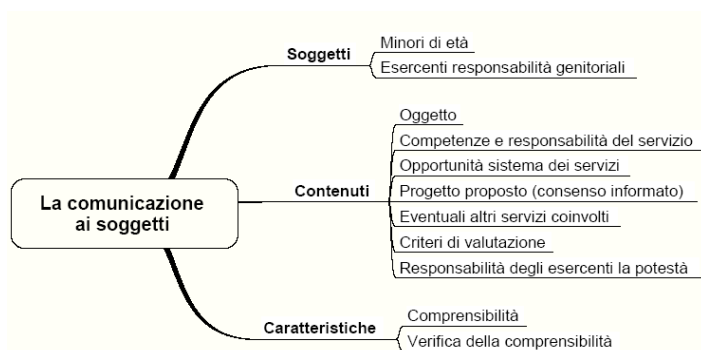 Soggetti
Minori di età
Esercenti responsabilità genitoriali
La comunicazione
ai soggetti
Contenuti
Oggetto
Competenze e responsabilità del servizio
Opportunità sistema dei servizi
Progetto proposto (consenso informato)
Eventuali altri servizi coinvolti
Criteri di valutazione
Responsabilità degli esercenti la potestà
Caratteristiche
Comprensibilità
Verifica della comprensibilità